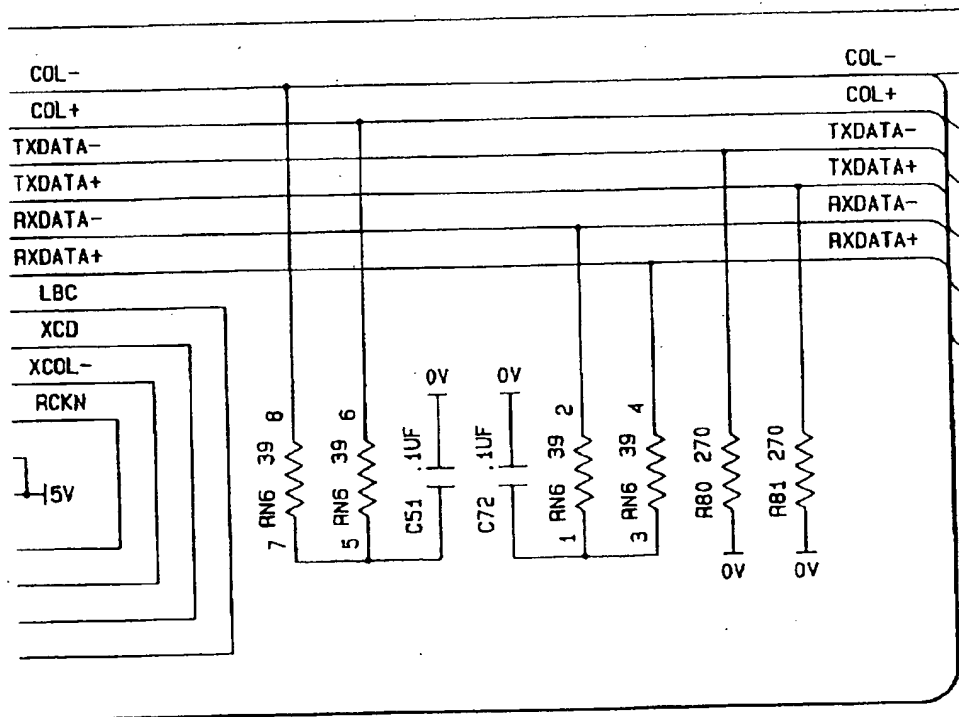 COL-
COL-
COL+
COL+
TXDATA-
TXDATA-
TXDATA+
TXDATA+
RXDATA-
RXDATA-
RXDATA+
RXDATA+
LBC
XCD
XCOL-
RCKN
5V
0V
0V
8
6
2
4
RN6 39
RN6 39
C51 .1UF
C72 .1UF
RN6 39
RN6 39
R80 270
R81 270
7
5
1
3
0V
0V